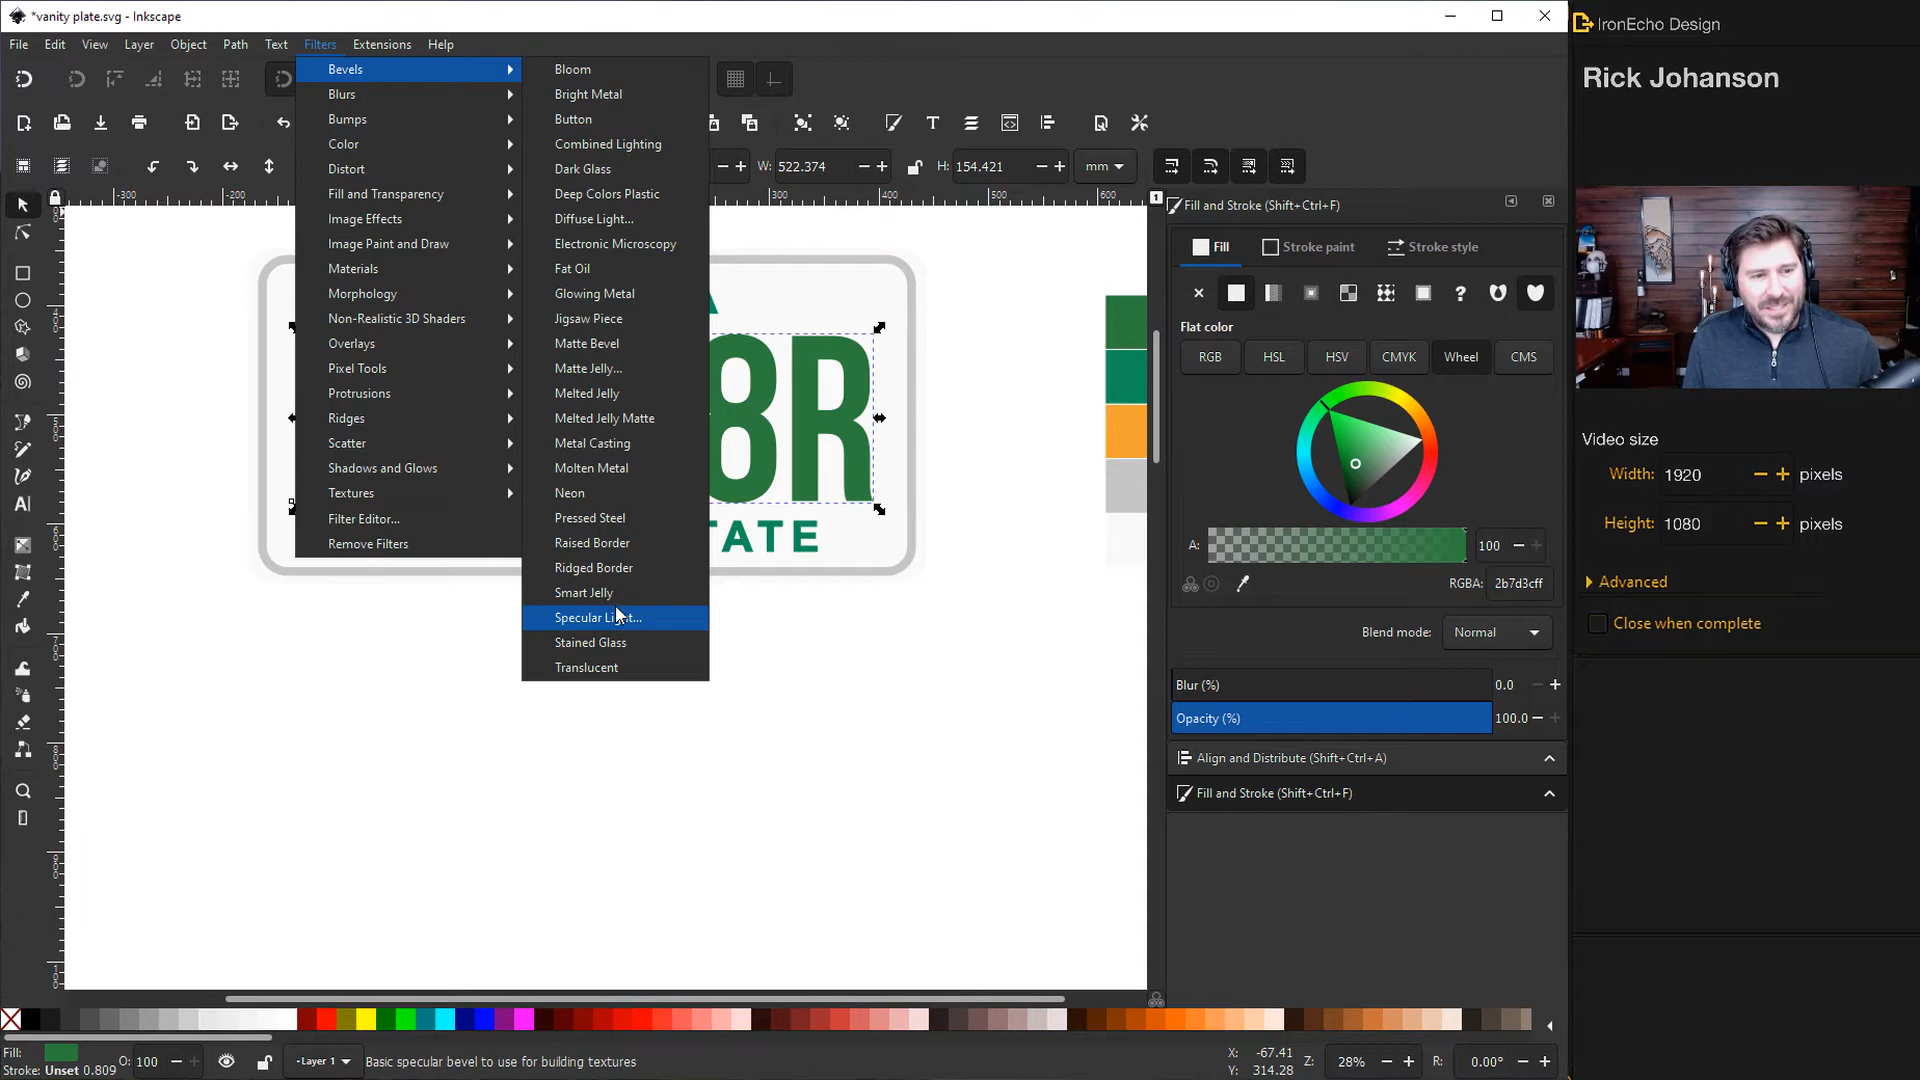 *vanity plate.svg - Inkscape
IronEcho Design
File Edit View Layer Object Path Text Filters Extensions Help
Rick Johanson
Bevels
Blurs
Bumps
Color
Distort
Fill and Transparency
Image Effects
Image Paint and Draw
Materials
Morphology
Non-Realistic 3D Shaders
Overlays
Pixel Tools
Protrusions
Ridges
Scatter
Shadows and Glows
Textures
Filter Editor...
Remove Filters
Bloom
Bright Metal
Button
Combined Lighting
Dark Glass
Deep Colors Plastic
Diffuse Light...
Electronic Microscopy
Fat Oil
Glowing Metal
Jigsaw Piece
Matte Bevel
Matte Jelly...
Melted Jelly
Melted Jelly Matte
Metal Casting
Molten Metal
Neon
Pressed Steel
Raised Border
Ridged Border
Smart Jelly
Specular Light...
Stained Glass
Translucent
W: 522.374 H: 154.421 mm
-300 -200 300 400 500 600
8R
TATE
1
Fill and Stroke (Shift+Ctrl+F)
Fill Stroke paint Stroke style
?
Flat color
RGB HSL HSV CMYK Wheel CMS
A: 100
RGBA: 2b7d3cff
Blend mode: Normal
Blur (%) 0.0
Opacity (%) 100.0
Align and Distribute (Shift+Ctrl+A)
Fill and Stroke (Shift+Ctrl+F)
Video size
Width: 1920 pixels
Height: 1080 pixels
Advanced
Close when complete
Fill:
Stroke: Unset 0.809
O: 100
-Layer 1
Basic specular bevel to use for building textures
X: -67.41
Y: 314.28
Z: 28%
R: 0.00°